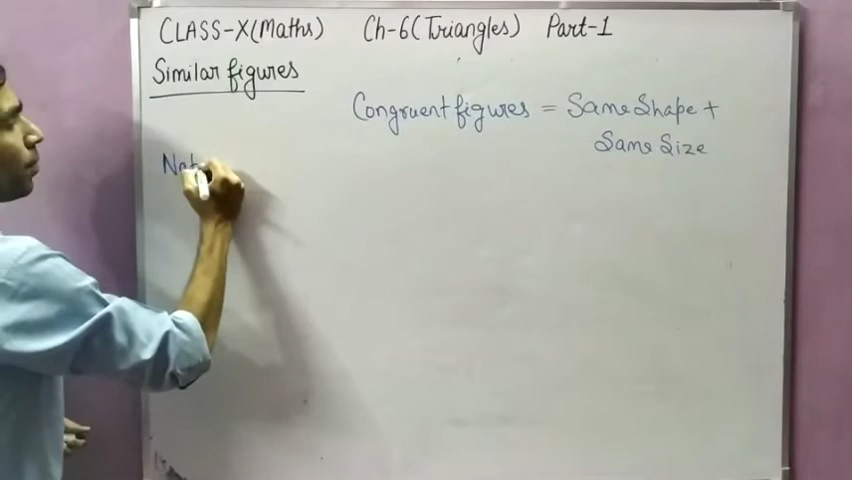 CLASS-X(Maths) Ch-6(Triangles) Part-1
Similar figures
Congruent figures = Same Shape +
Same Size